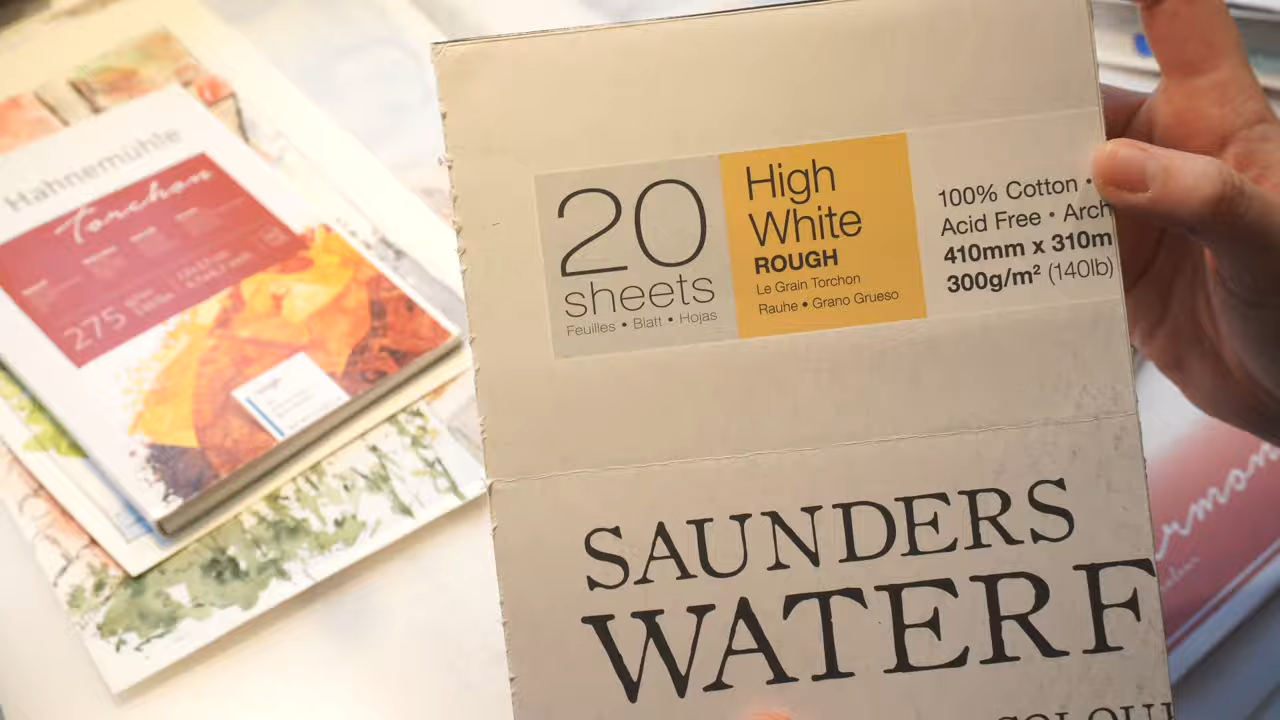 Hahnemühle
Torchon
275
20
sheets
Feuilles • Blatt • Hojas
High
White
ROUGH
Le Grain Torchon
Rauhe • Grano Grueso
100% Cotton •
Acid Free • Arch
410mm x 310m
300g/m² (140lb)
SAUNDERS
WATERF